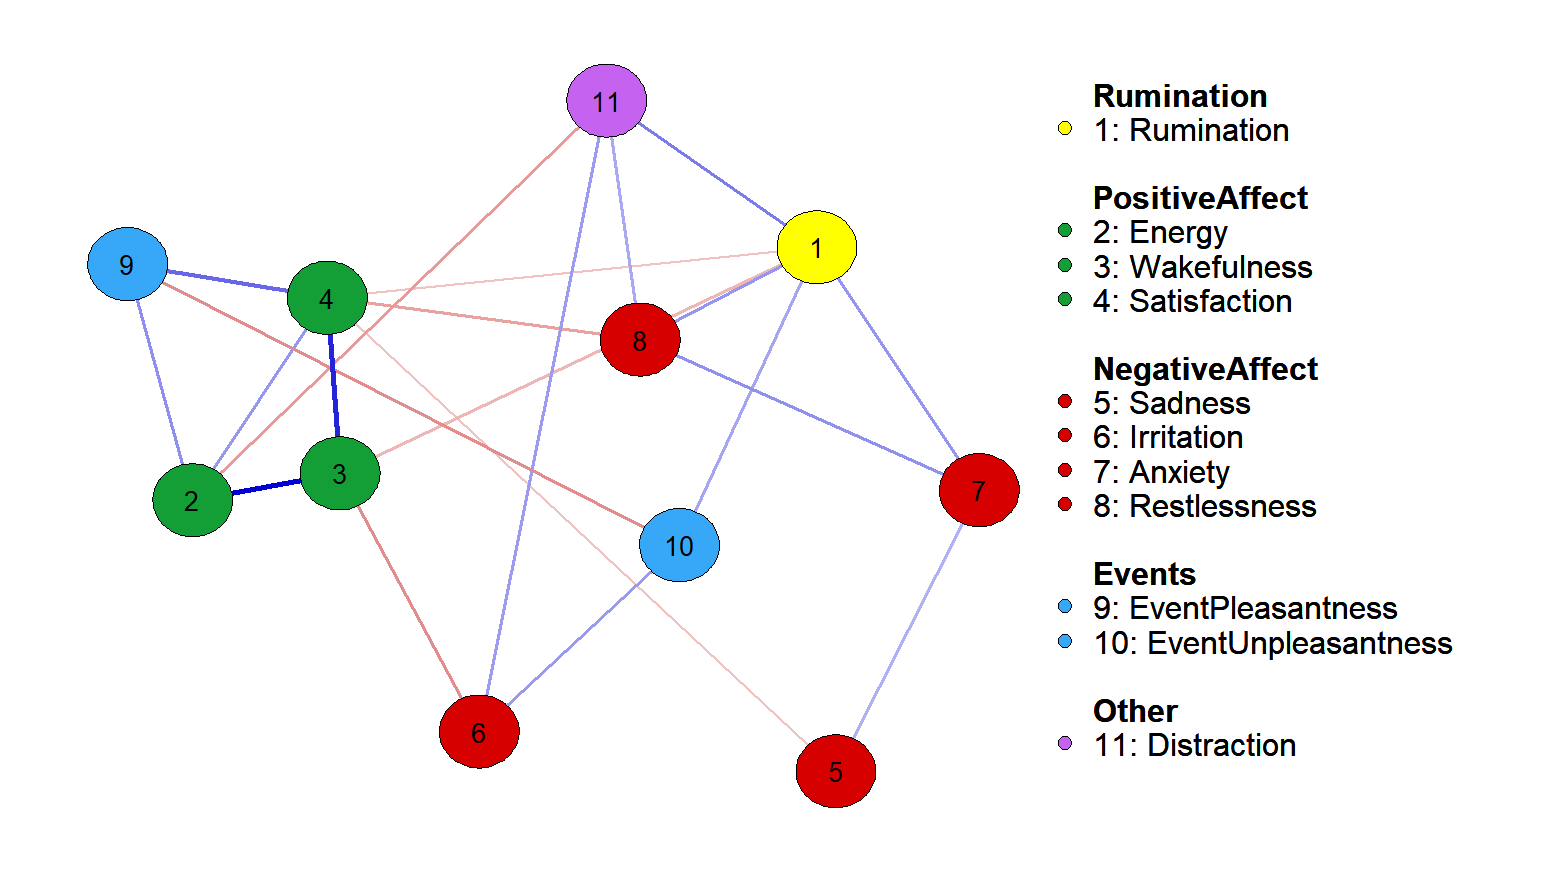 11
1
9
4
8
3
2
7
10
6
5
Rumination
1: Rumination
PositiveAffect
2: Energy
3: Wakefulness
4: Satisfaction
NegativeAffect
5: Sadness
6: Irritation
7: Anxiety
8: Restlessness
Events
9: EventPleasantness
10: EventUnpleasantness
Other
11: Distraction